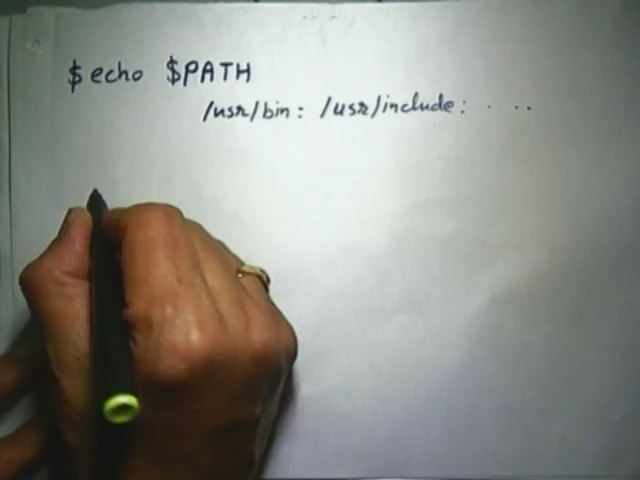 $ echo $PATH
/usr/bin: /usr/include: . . .